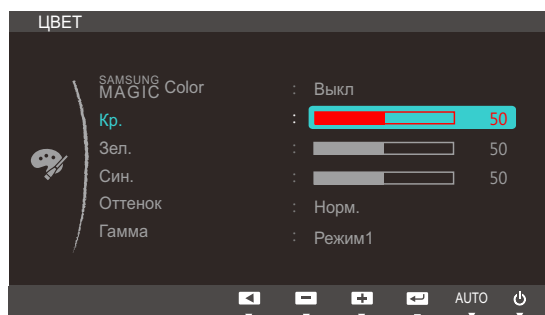 ЦВЕТ
SAMSUNG MAGIC Color : Выкл
Кр. : 50
Зел. : 50
Син. : 50
Оттенок : Норм.
Гамма : Режим1
AUTO